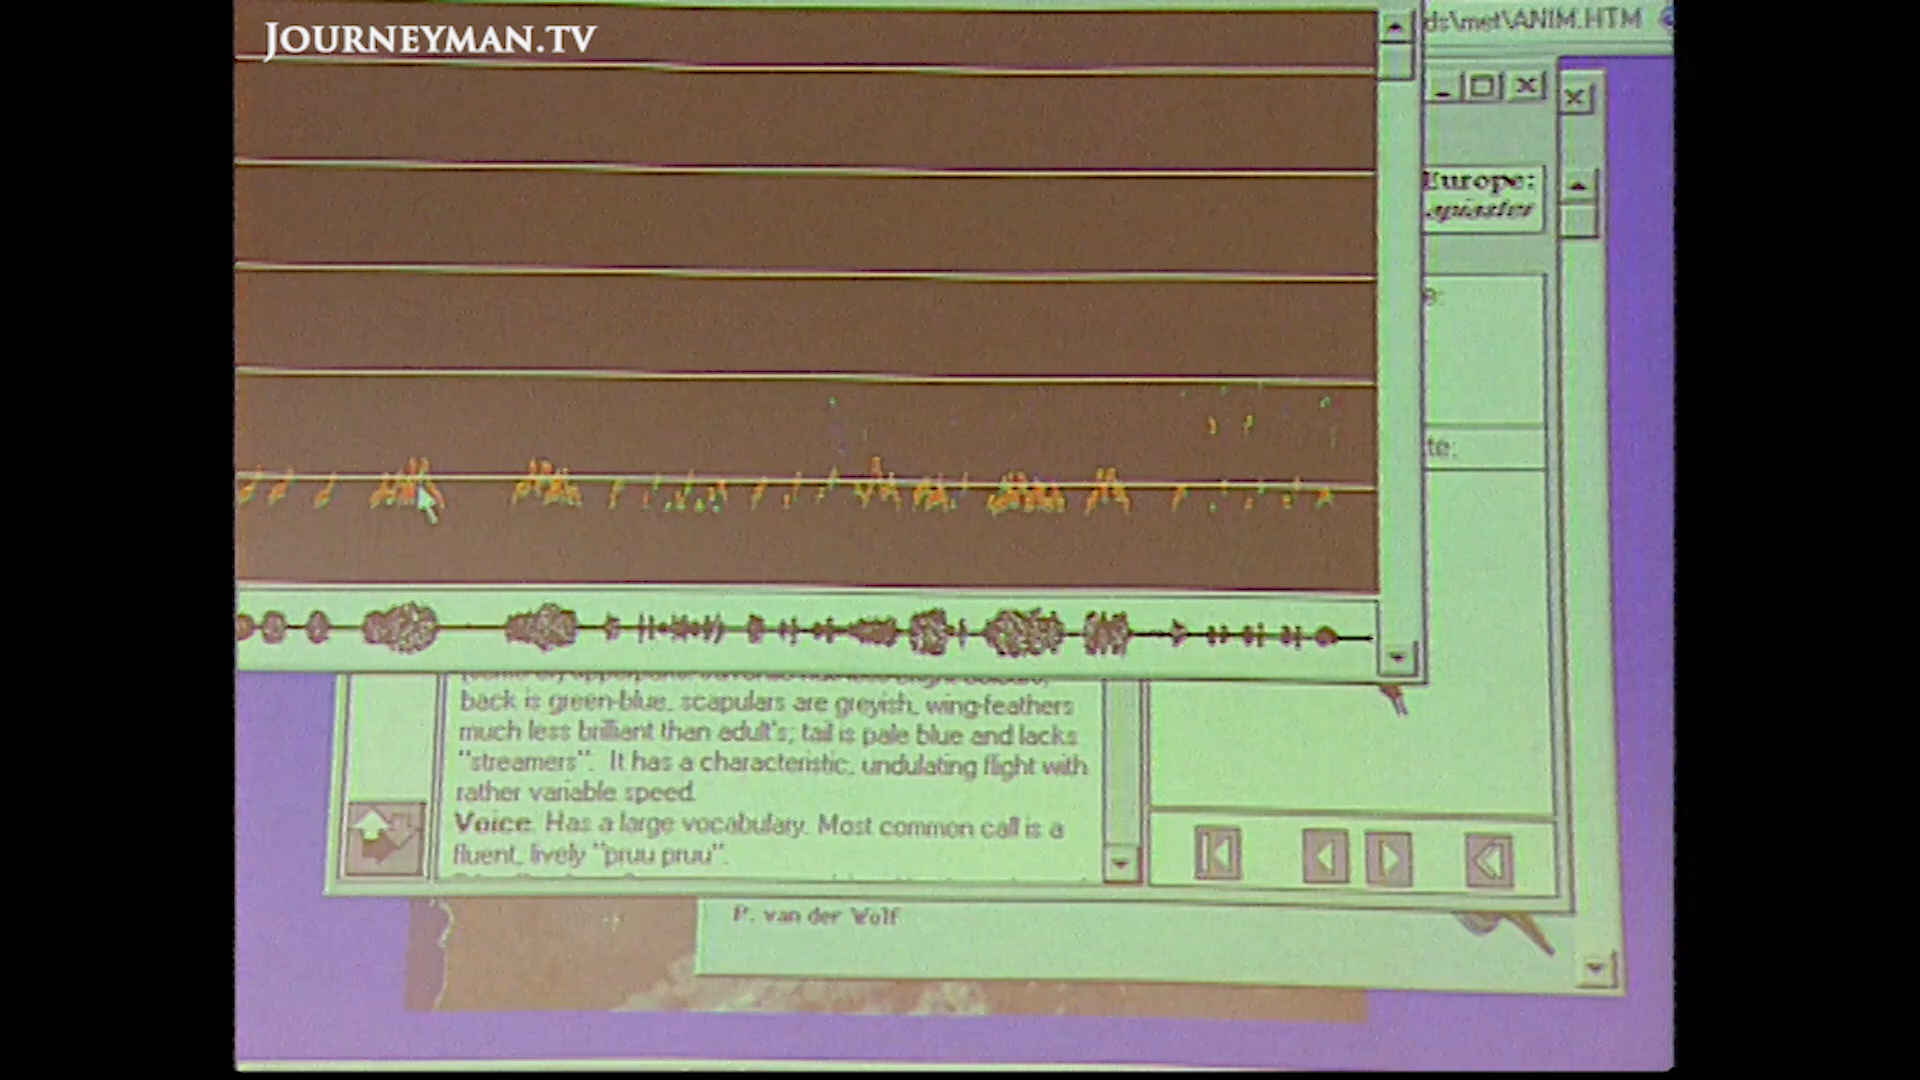 JOURNEYMAN.TV
ds\met\ANIM.HTM
Europe:
apiaster
te:
back is green-blue, scapulars are greyish, wing-feathers
much less brilliant than adult's; tail is pale blue and lacks
"streamers". It has a characteristic, undulating flight with
rather variable speed.
Voice. Has a large vocabulary. Most common call is a
fluent, lively "pruu pruu".
P. van der Wolf